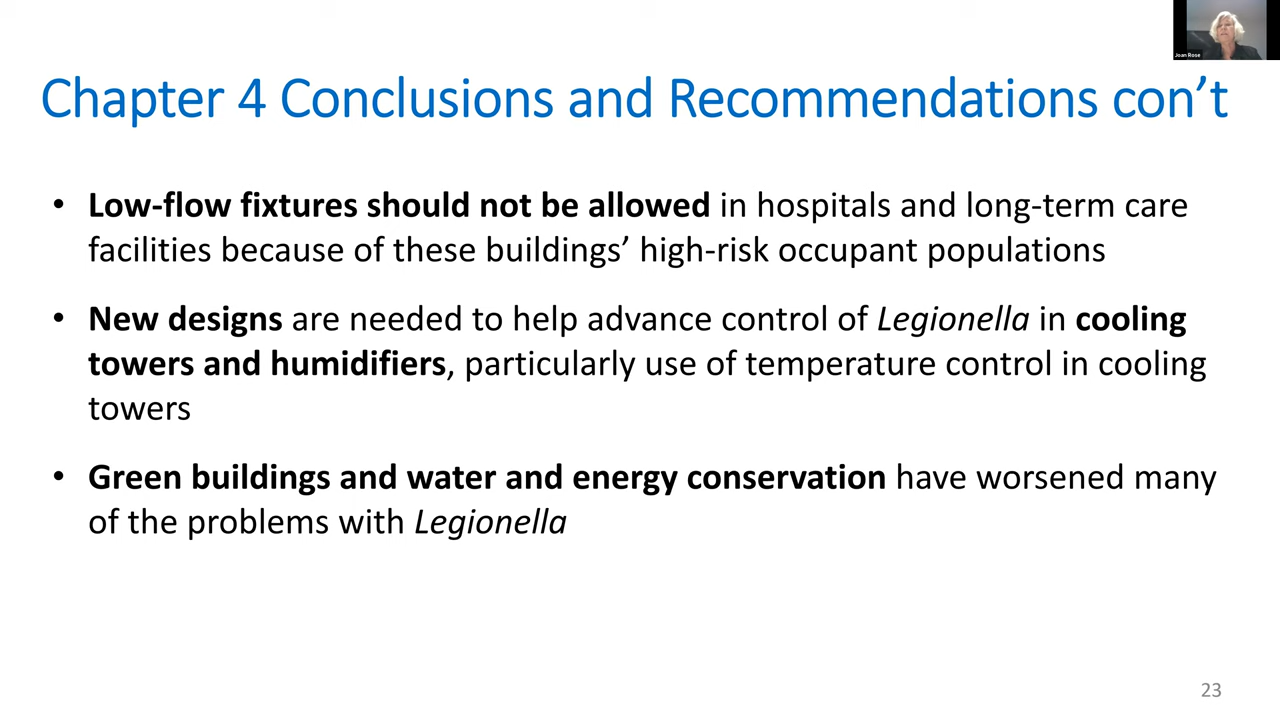 Joan Rose
Chapter 4 Conclusions and Recommendations con’t
• Low-flow fixtures should not be allowed in hospitals and long-term care
facilities because of these buildings’ high-risk occupant populations
• New designs are needed to help advance control of Legionella in cooling
towers and humidifiers, particularly use of temperature control in cooling
towers
• Green buildings and water and energy conservation have worsened many
of the problems with Legionella
23